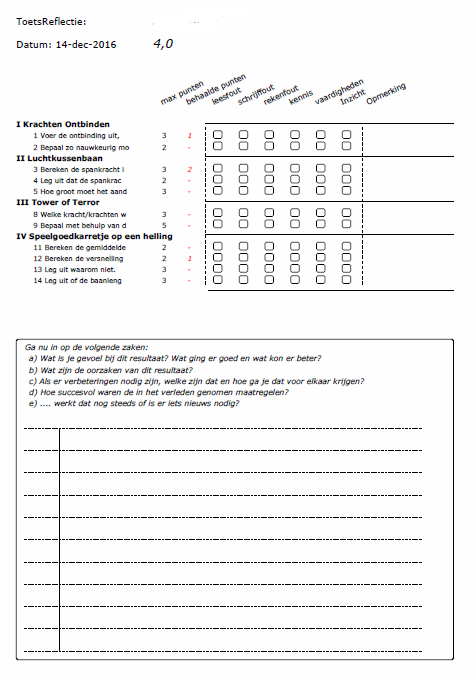 ToetsReflectie:
Datum: 14-dec-2016 4,0
max punten behaalde punten leesfout schrijffout rekenfout kennis vaardigheden Inzicht Opmerking
I Krachten Ontbinden
1 Voer de ontbinding uit, 3 1
2 Bepaal zo nauwkeurig mo 2 -
II Luchtkussenbaan
3 Bereken de spankracht i 3 2
4 Leg uit dat de spankrac 2 -
5 Hoe groot moet het aand 3 -
III Tower of Terror
8 Welke kracht/krachten w 3 -
9 Bepaal met behulp van d 5 -
IV Speelgoedkarretje op een helling
11 Bereken de gemiddelde 2 -
12 Bereken de versnelling 2 1
13 Leg uit waarom niet. 3 -
14 Leg uit of de baanleng 3 -
Ga nu in op de volgende zaken:
a) Wat is je gevoel bij dit resultaat? Wat ging er goed en wat kon er beter?
b) Wat zijn de oorzaken van dit resultaat?
c) Als er verbeteringen nodig zijn, welke zijn dat en hoe ga je dat voor elkaar krijgen?
d) Hoe succesvol waren de in het verleden genomen maatregelen?
e) .... werkt dat nog steeds of is er iets nieuws nodig?